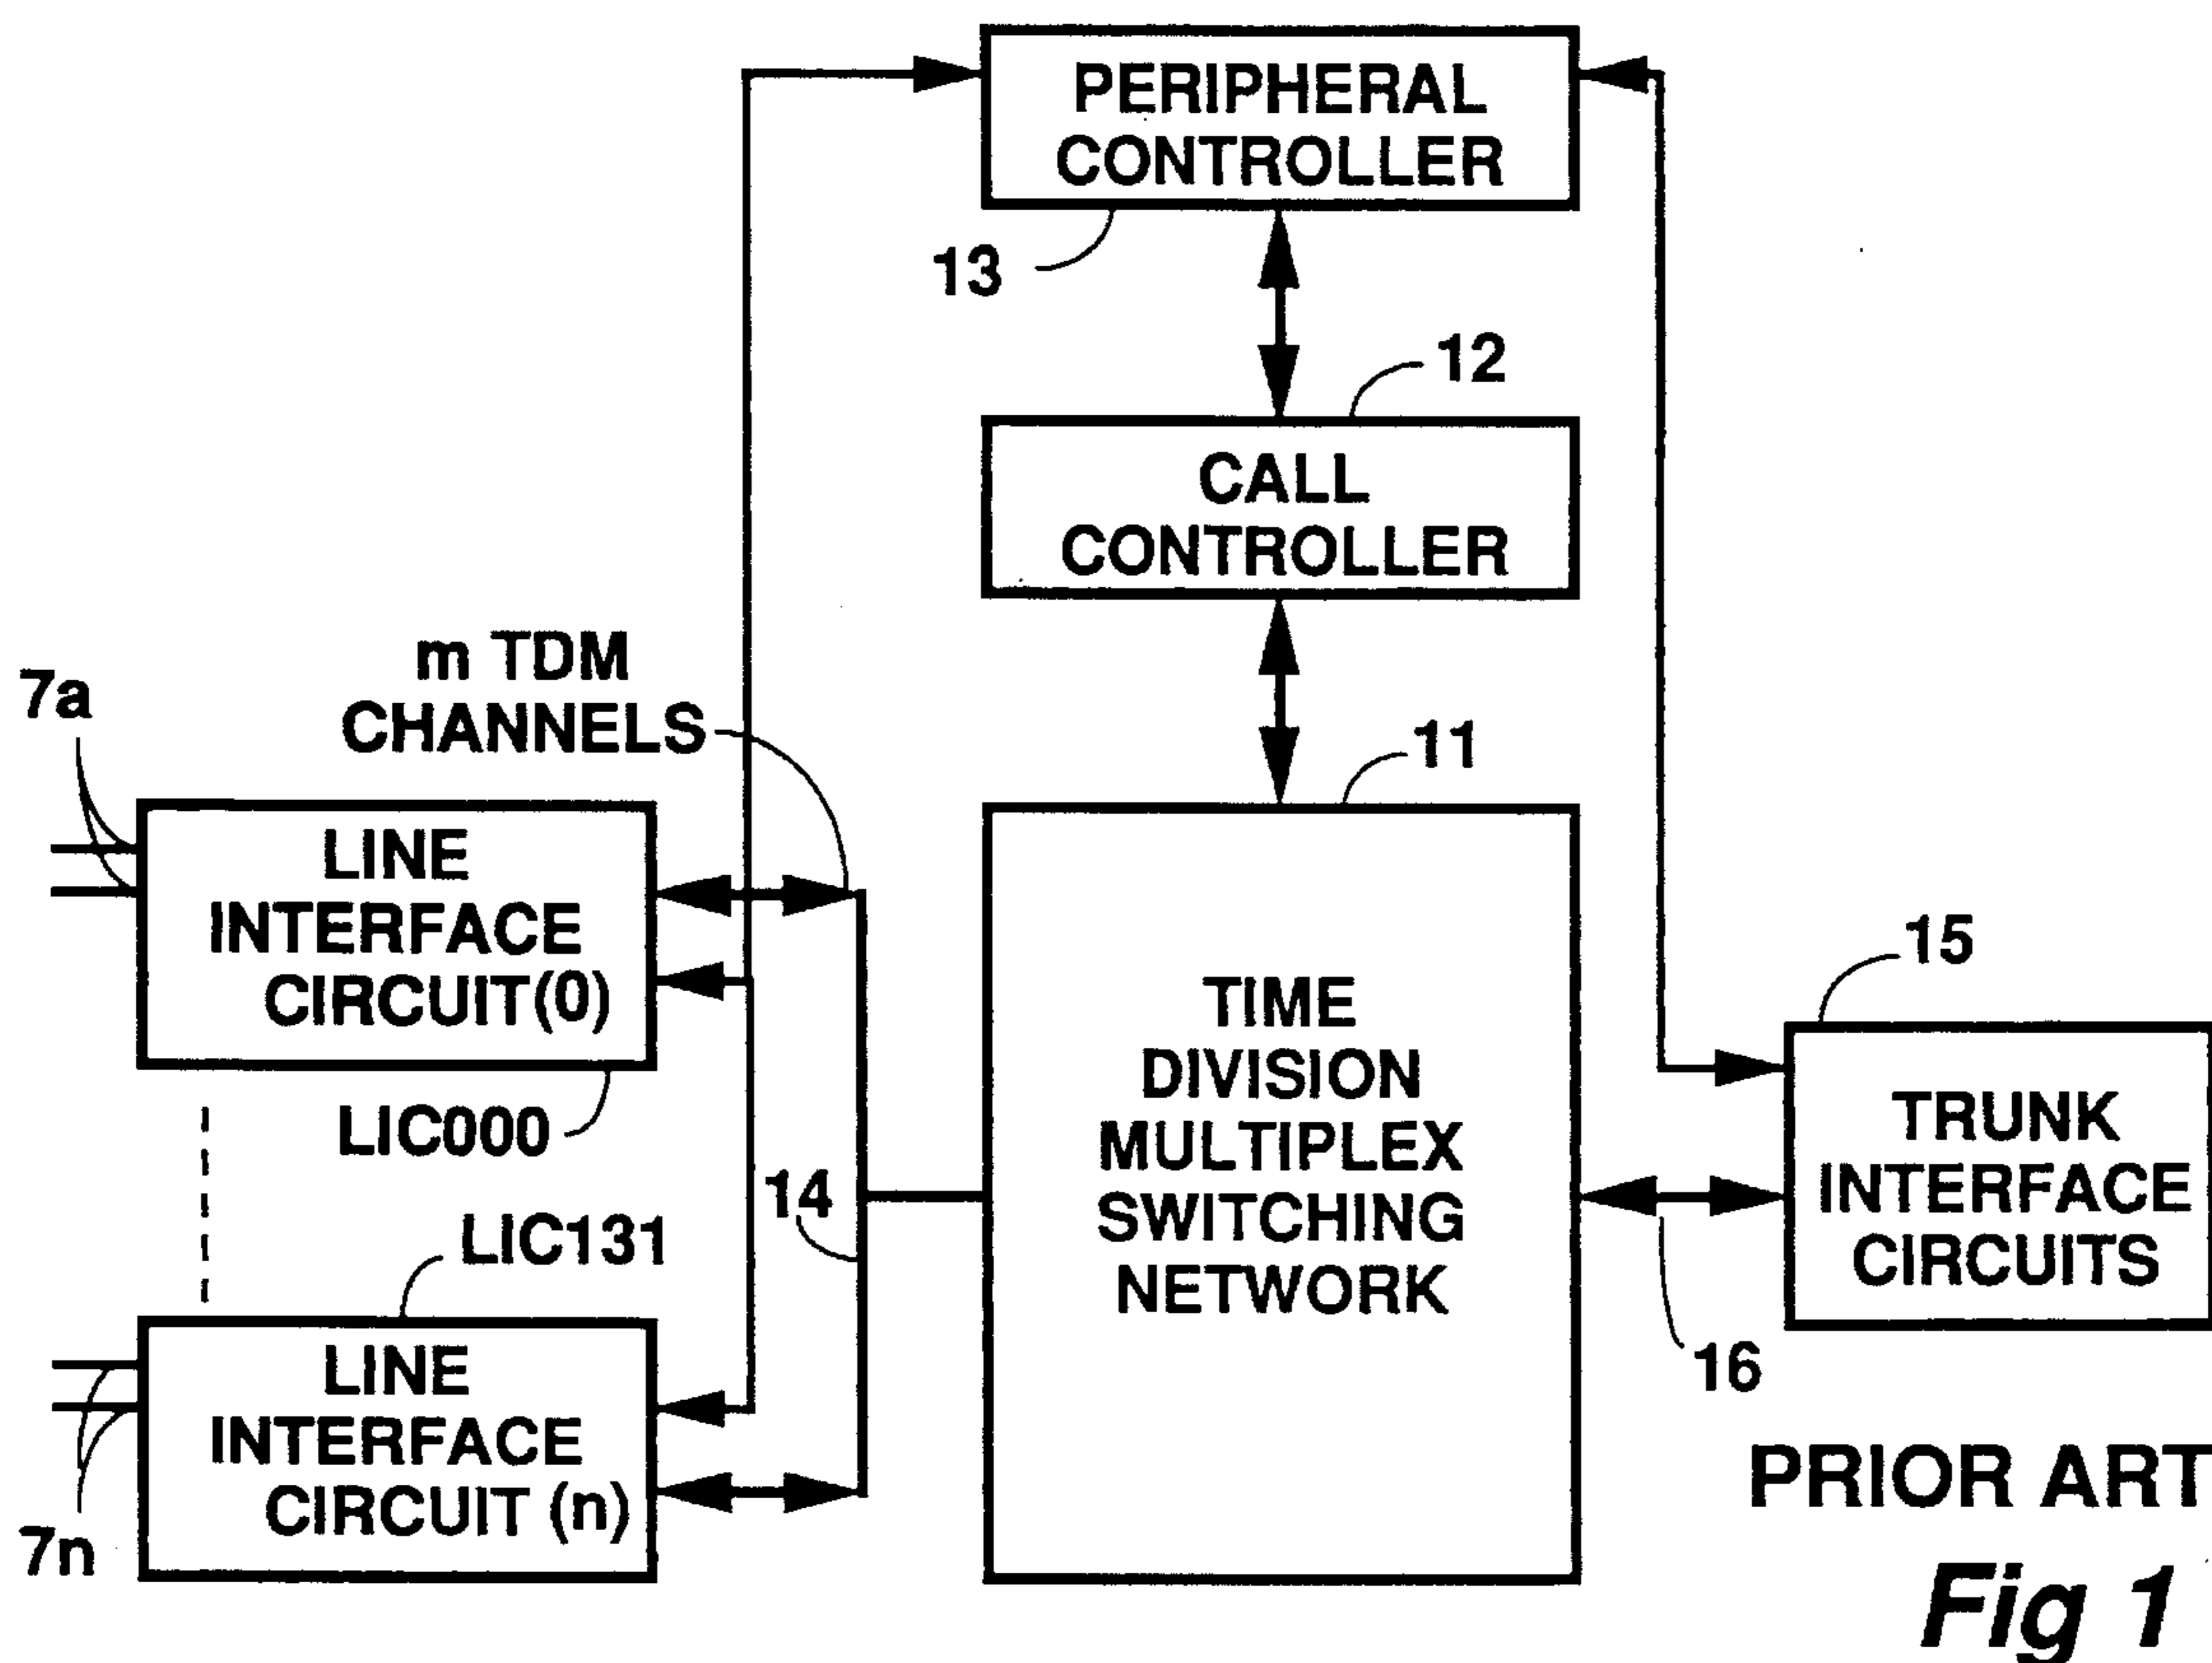 PERIPHERAL
CONTROLLER
13
12
CALL
CONTROLLER
m TDM
CHANNELS
7a
11
LINE
INTERFACE
CIRCUIT(0)
LIC000
15
TIME
DIVISION
MULTIPLEX
SWITCHING
NETWORK
14
TRUNK
INTERFACE
CIRCUITS
LIC131
16
LINE
INTERFACE
CIRCUIT (n)
7n
PRIOR ART
Fig 1